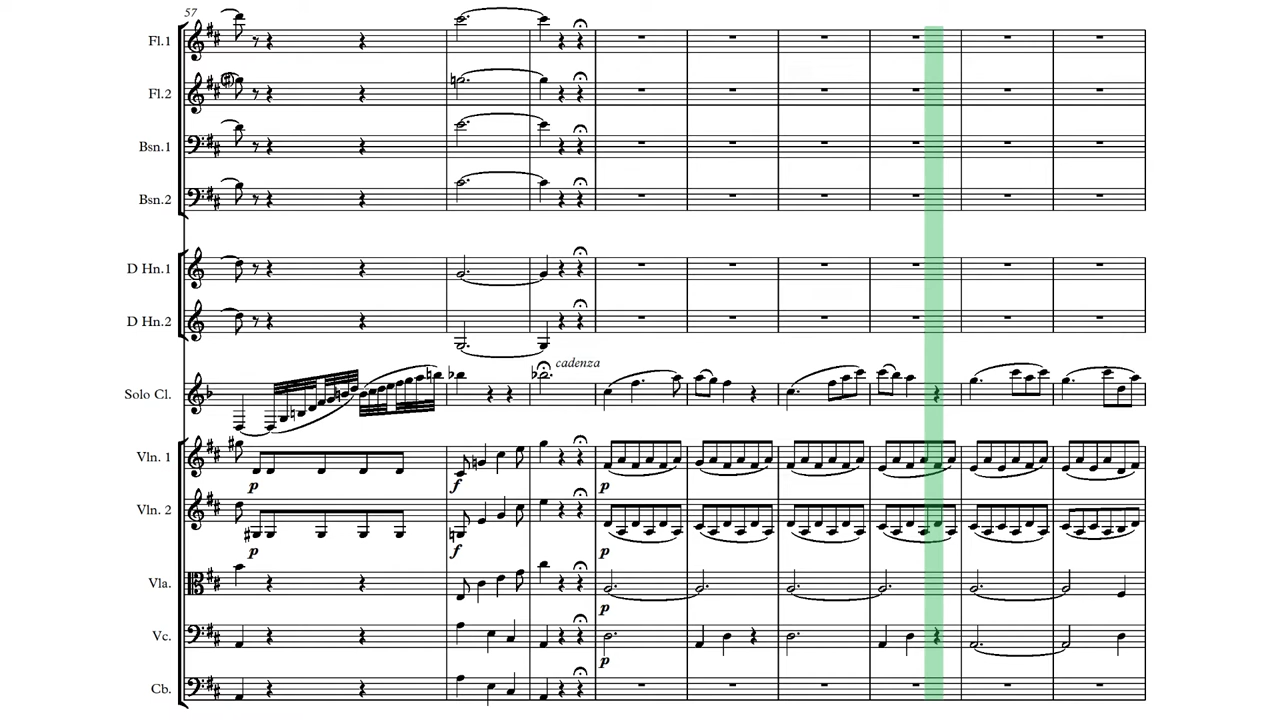 57
Fl.1
Fl.2
Bsn.1
Bsn.2
D Hn.1
D Hn.2
cadenza
Solo Cl.
Vln. 1
p
f
p
Vln. 2
p
f
p
Vla.
p
Vc.
p
Cb.